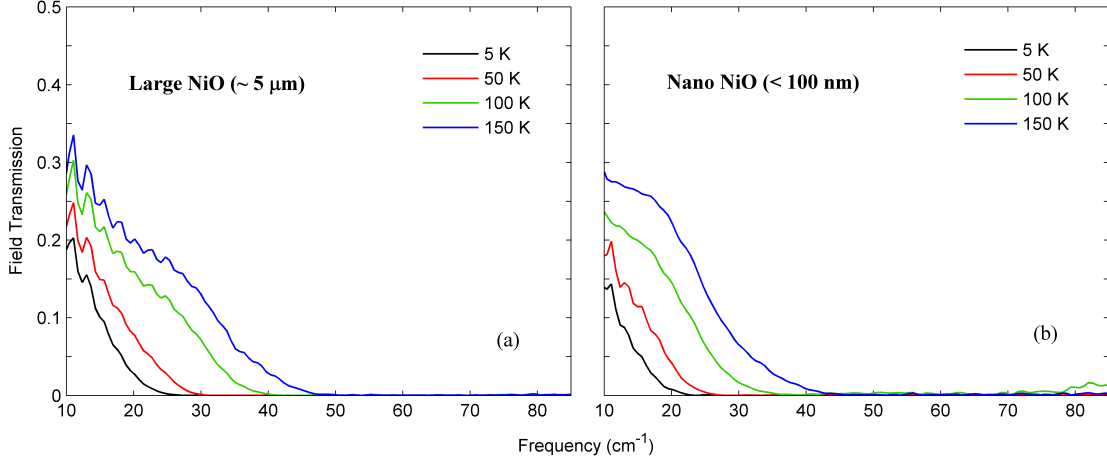 0.5
0.4
0.3
0.2
0.1
0
Field Transmission
Large NiO (~ 5 μm)
5 K
50 K
100 K
150 K
(a)
10 20 30 40 50 60 70 80
Nano NiO (< 100 nm)
5 K
50 K
100 K
150 K
(b)
10 20 30 40 50 60 70 80
Frequency (cm⁻¹)